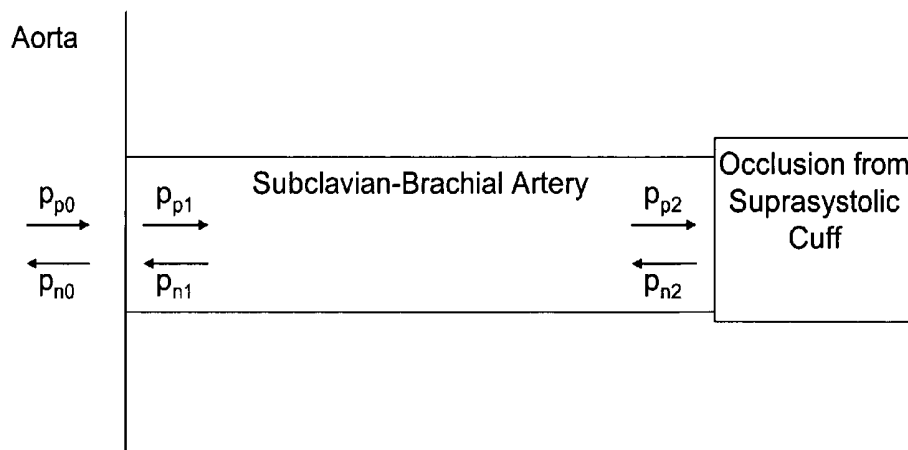 Aorta
Occlusion from
Subclavian-Brachial Artery
Suprasystolic
Cuff
pp0
pp1
pp2
pn0
pn1
pn2